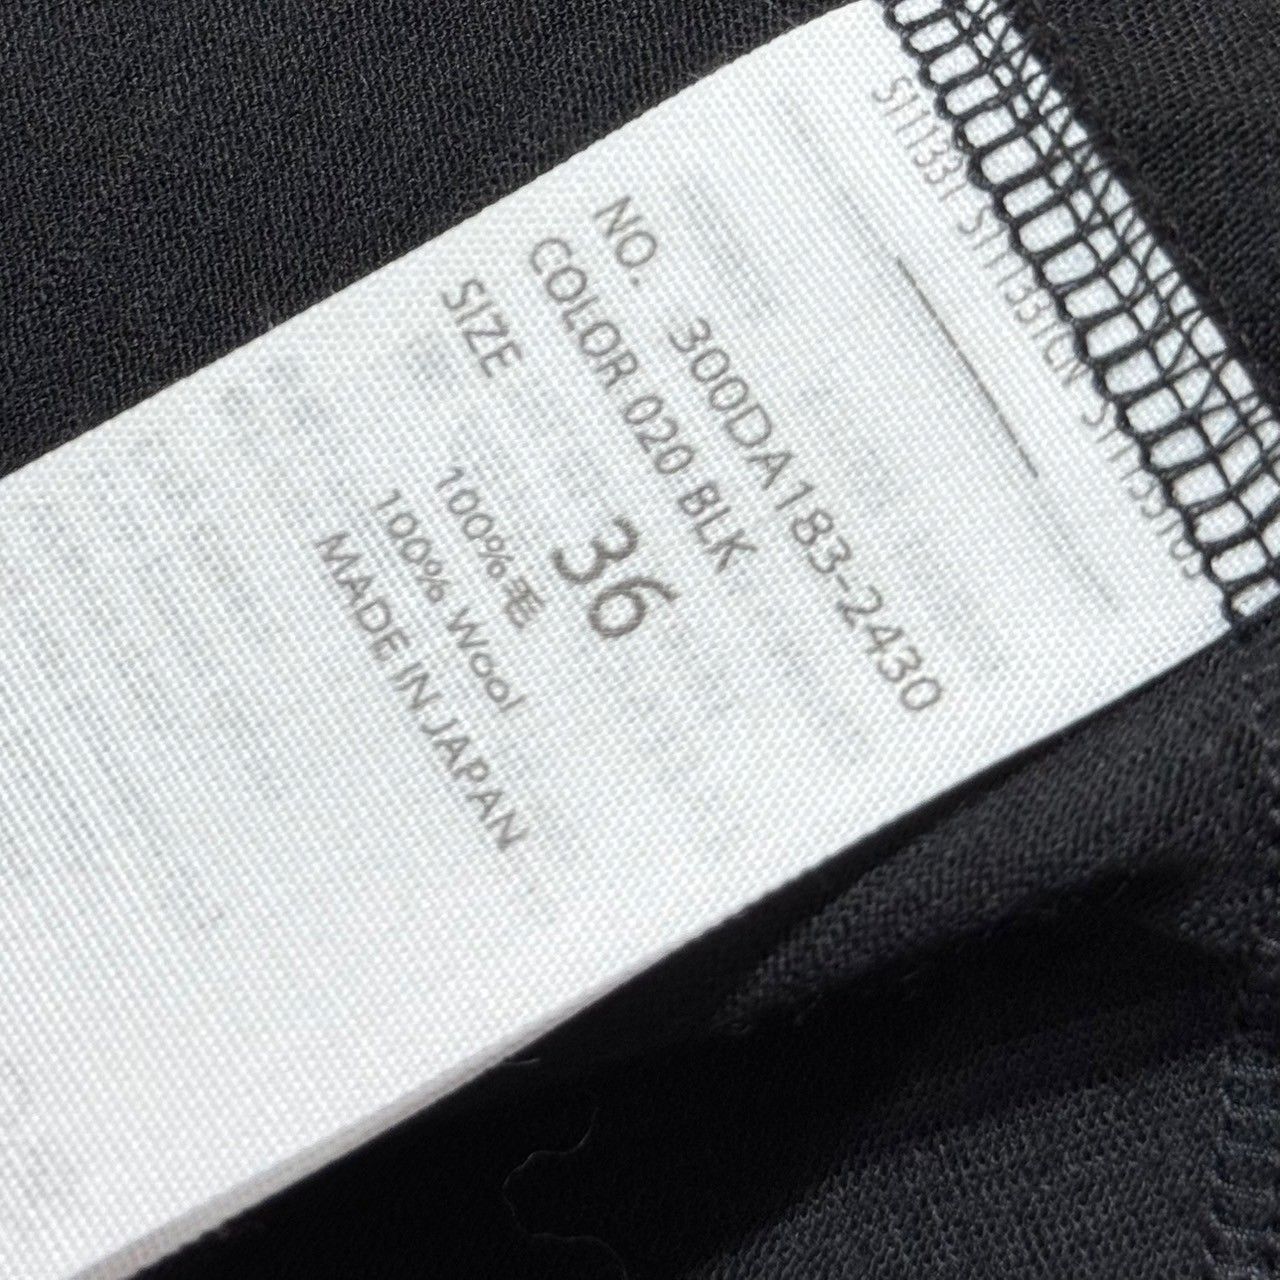 NO. 300DA183-2430
COLOR 020 BLK
SIZE 36
100% 毛
100% Wool
MADE IN JAPAN